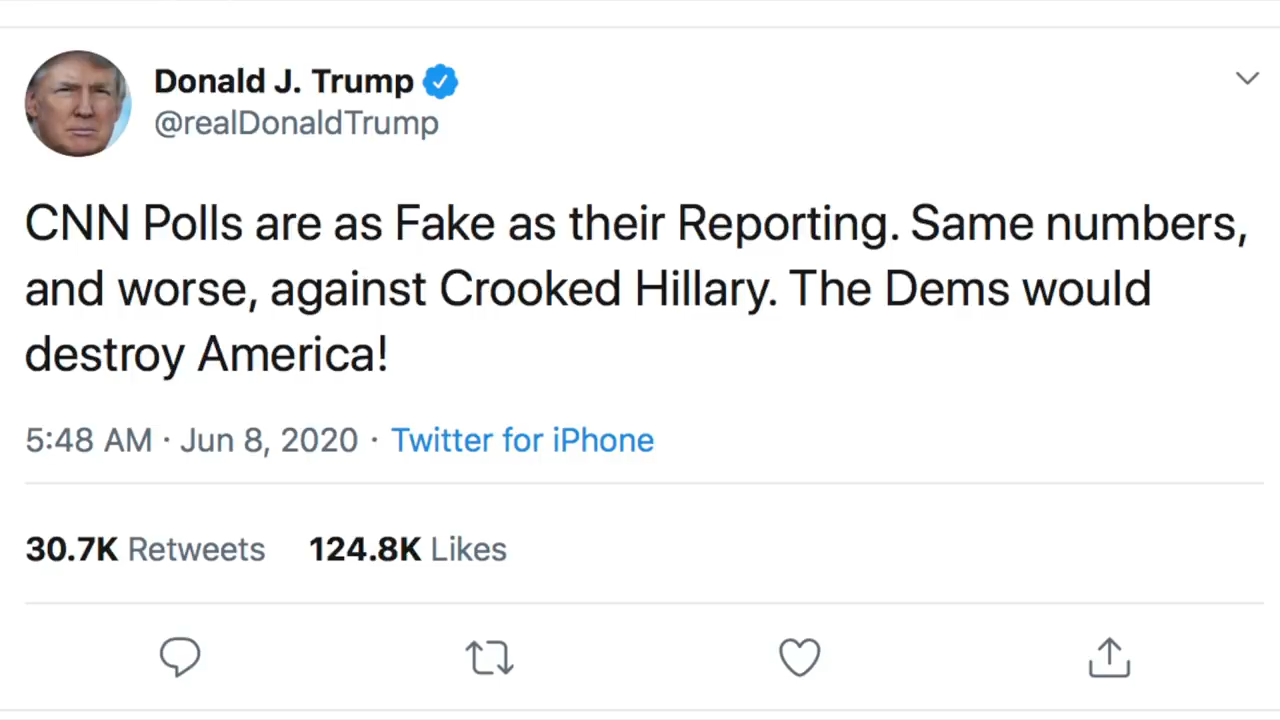 Donald J. Trump
@realDonaldTrump
CNN Polls are as Fake as their Reporting. Same numbers,
and worse, against Crooked Hillary. The Dems would
destroy America!
5:48 AM · Jun 8, 2020 · Twitter for iPhone
30.7K Retweets 124.8K Likes